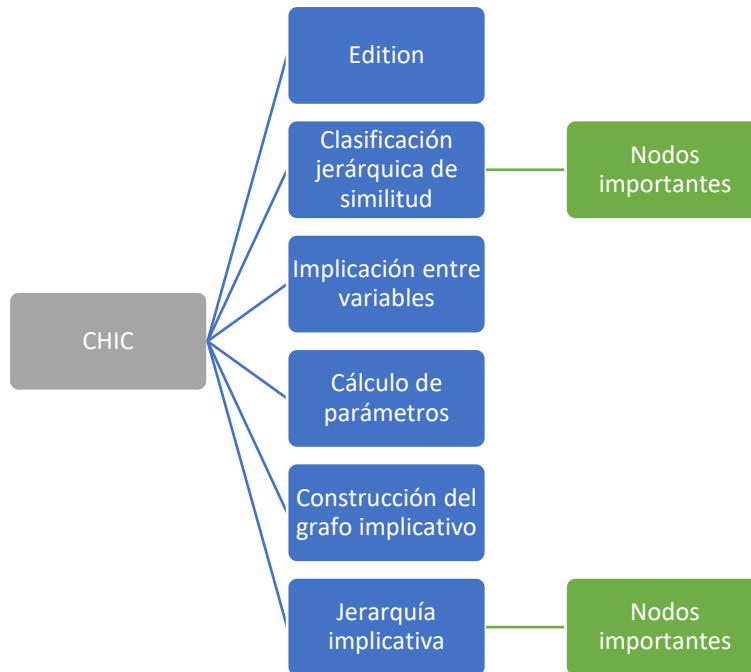 Edition
Clasificación
jerárquica de
similitud
Nodos
importantes
Implicación entre
variables
CHIC
Cálculo de
parámetros
Construcción del
grafo implicativo
Jerarquía
implicativa
Nodos
importantes